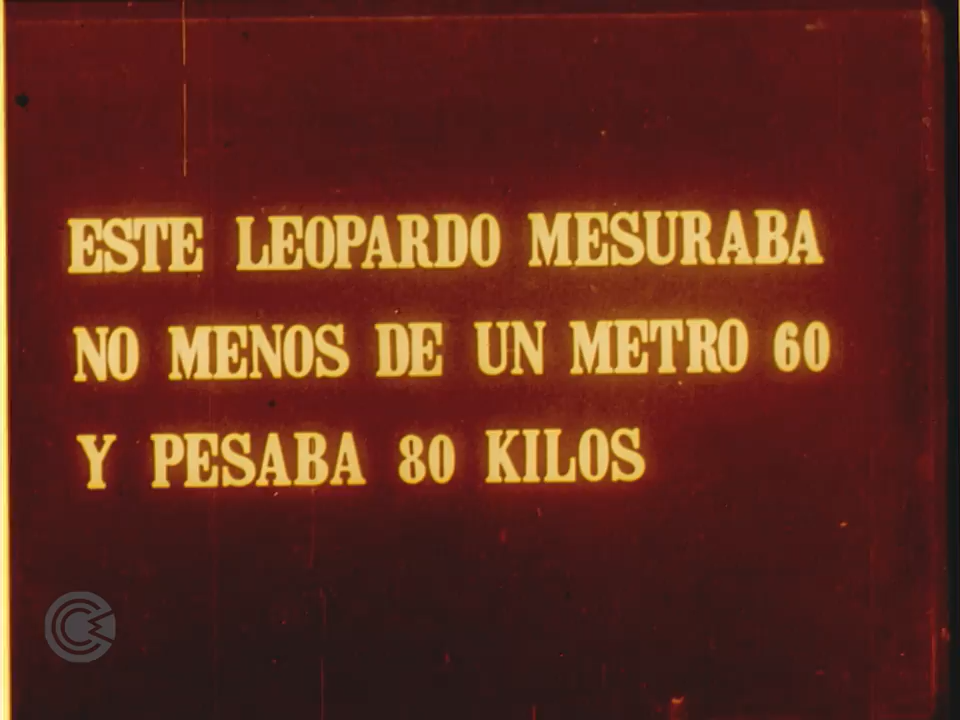 ESTE LEOPARDO MESURABA
NO MENOS DE UN METRO 60
Y PESABA 80 KILOS